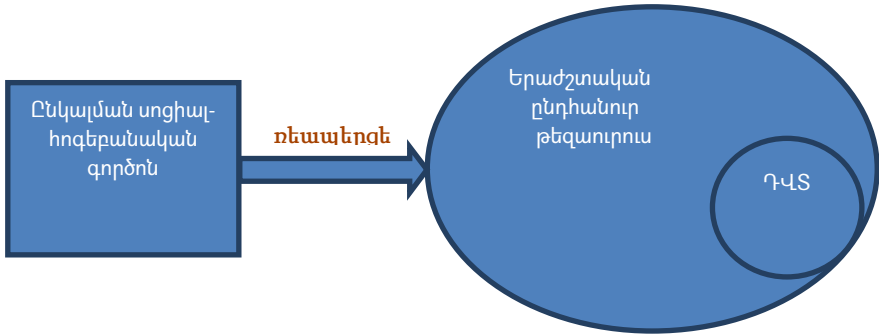 Ընկալման սոցիալ-
հոգեբանական
գործոն
ռեապերցե
Երաժշտական
ընդհանուր
թեզաուրուս
ԴՎՏ